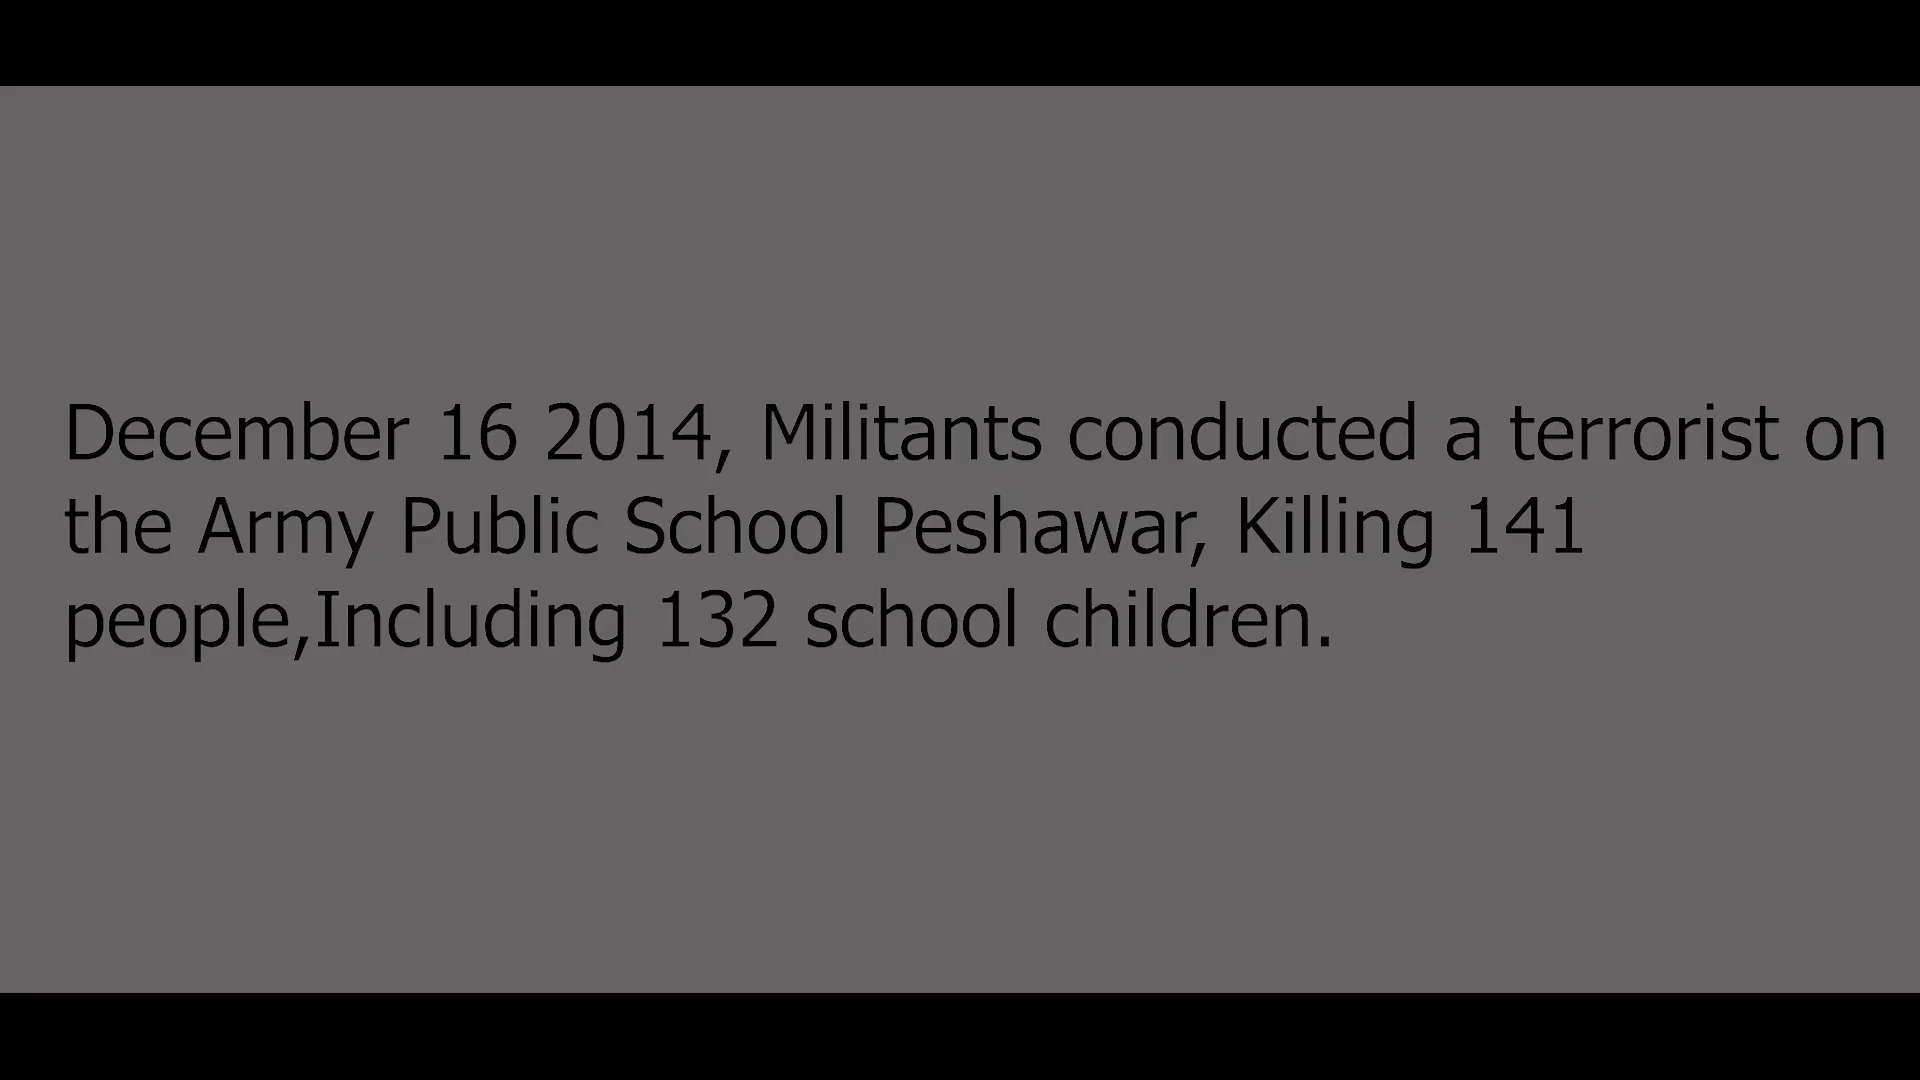 December 16 2014, Militants conducted a terrorist on
the Army Public School Peshawar, Killing 141
people,Including 132 school children.